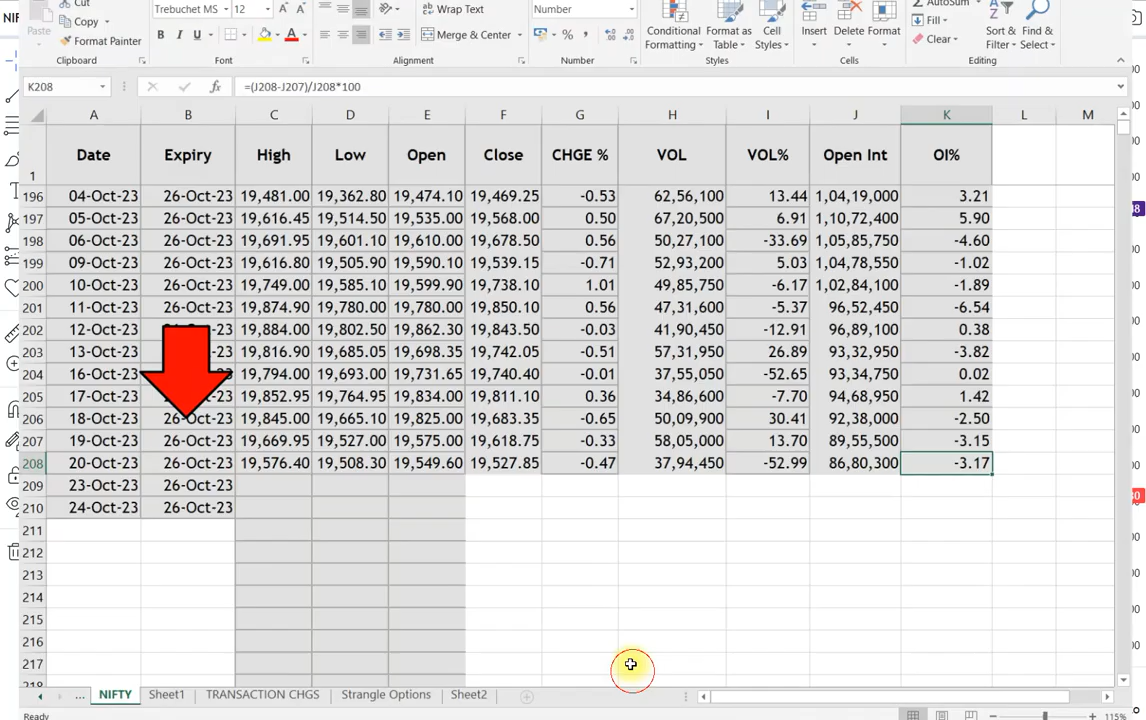 Cut
Paste
Copy
Format Painter
Clipboard
Trebuchet MS
12
B I U
Font
Wrap Text
Merge & Center
Alignment
Number
%
Number
Conditional Formatting
Format as Table
Cell Styles
Styles
Insert
Delete
Format
Cells
AutoSum
Fill
Clear
Sort & Filter
Find & Select
Editing
K208
fx
=(J208-J207)/J208*100
A B C D E F G H I J K L M
1 Date Expiry High Low Open Close CHGE % VOL VOL% Open Int OI%
196 04-Oct-23 26-Oct-23 19,481.00 19,362.80 19,474.10 19,469.25 -0.53 62,56,100 13.44 1,04,19,000 3.21
197 05-Oct-23 26-Oct-23 19,616.45 19,514.50 19,535.00 19,568.00 0.50 67,20,500 6.91 1,10,72,400 5.90
198 06-Oct-23 26-Oct-23 19,691.95 19,601.10 19,610.00 19,678.50 0.56 50,27,100 -33.69 1,05,85,750 -4.60
199 09-Oct-23 26-Oct-23 19,616.80 19,505.90 19,590.10 19,539.15 -0.71 52,93,200 5.03 1,04,78,550 -1.02
200 10-Oct-23 26-Oct-23 19,749.00 19,585.10 19,599.90 19,738.10 1.01 49,85,750 -6.17 1,02,84,100 -1.89
201 11-Oct-23 26-Oct-23 19,874.90 19,780.00 19,780.00 19,850.10 0.56 47,31,600 -5.37 96,52,450 -6.54
202 12-Oct-23 19,884.00 19,802.50 19,862.30 19,843.50 -0.03 41,90,450 -12.91 96,89,100 0.38
203 13-Oct-23 19,816.90 19,685.05 19,698.35 19,742.05 -0.51 57,31,950 26.89 93,32,950 -3.82
204 16-Oct-23 19,794.00 19,693.00 19,731.65 19,740.40 -0.01 37,55,050 -52.65 93,34,750 0.02
205 17-Oct-23 19,852.95 19,764.95 19,834.00 19,811.10 0.36 34,86,600 -7.70 94,68,950 1.42
206 18-Oct-23 26-Oct-23 19,845.00 19,665.10 19,825.00 19,683.35 -0.65 50,09,900 30.41 92,38,000 -2.50
207 19-Oct-23 26-Oct-23 19,669.95 19,527.00 19,575.00 19,618.75 -0.33 58,05,000 13.70 89,55,500 -3.15
208 20-Oct-23 26-Oct-23 19,576.40 19,508.30 19,549.60 19,527.85 -0.47 37,94,450 -52.99 86,80,300 -3.17
209 23-Oct-23 26-Oct-23
210 24-Oct-23 26-Oct-23
211
212
213
214
215
216
217
... NIFTY Sheet1 TRANSACTION CHGS Strangle Options Sheet2
Ready
115%